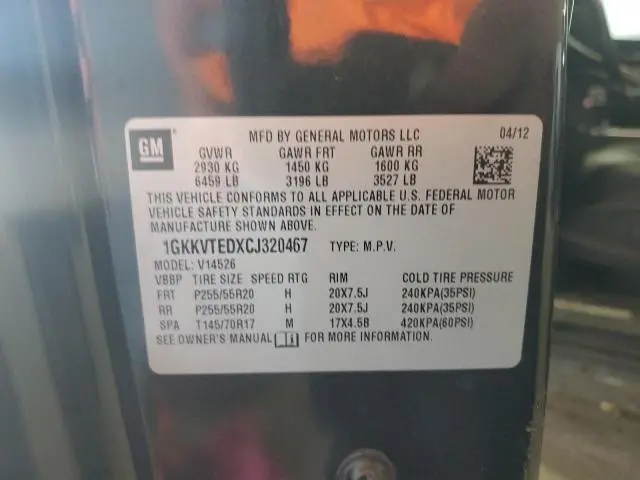 GM
MFD BY GENERAL MOTORS LLC 04/12
GVWR GAWR FRT GAWR RR
2930 KG 1450 KG 1600 KG
6459 LB 3196 LB 3527 LB
THIS VEHICLE CONFORMS TO ALL APPLICABLE U.S. FEDERAL MOTOR
VEHICLE SAFETY STANDARDS IN EFFECT ON THE DATE OF
MANUFACTURE SHOWN ABOVE.
1GKKVTEDXCJ320467 TYPE: M.P.V.
MODEL: V14526
VBBP TIRE SIZE SPEED RTG RIM COLD TIRE PRESSURE
FRT P255/55R20 H 20X7.5J 240KPA(35PSI)
RR P255/55R20 H 20X7.5J 240KPA(35PSI)
SPA T145/70R17 M 17X4.5B 420KPA(60PSI)
SEE OWNER'S MANUAL FOR MORE INFORMATION.